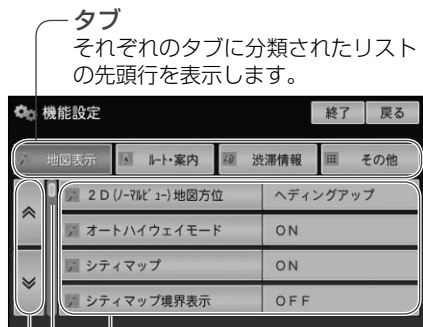 タブ
それぞれのタブに分類されたリスト
の先頭行を表示します。
機能設定 終了 戻る
地図表示 ルート・案内 渋滞情報 その他
2D(ノーマルビュー)地図方位 ヘディングアップ
オートハイウェイモード ON
シティマップ ON
シティマップ境界表示 OFF